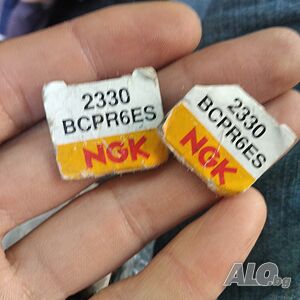 2330
BCPR6ES
NGK
2330
BCPR6ES
NGK
ALO.bg